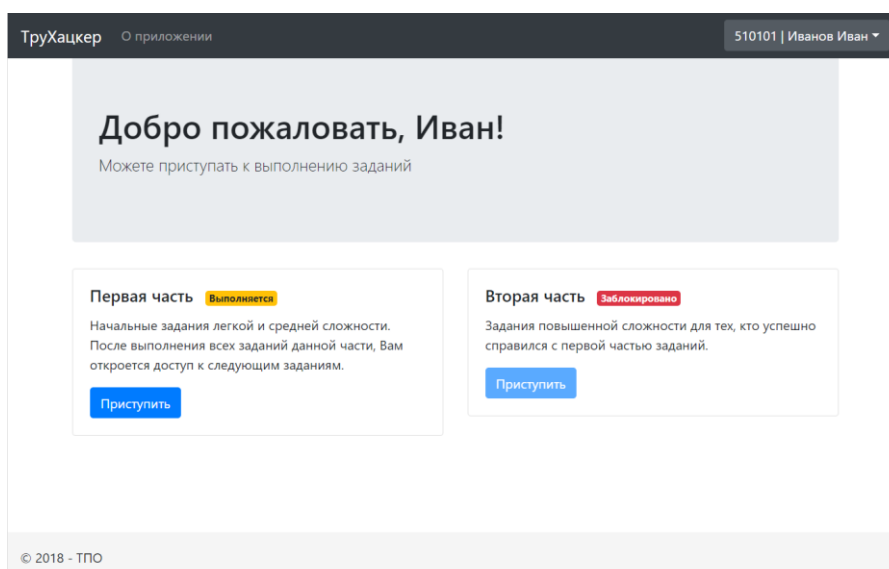 ТруХацкер О приложении 510101 | Иванов Иван
Добро пожаловать, Иван!
Можете приступать к выполнению заданий
Первая часть Выполняется
Начальные задания легкой и средней сложности.
После выполнения всех заданий данной части, Вам
откроется доступ к следующим заданиям.
Приступить
Вторая часть Заблокировано
Задания повышенной сложности для тех, кто успешно
справился с первой частью заданий.
Приступить
© 2018 - ТПО